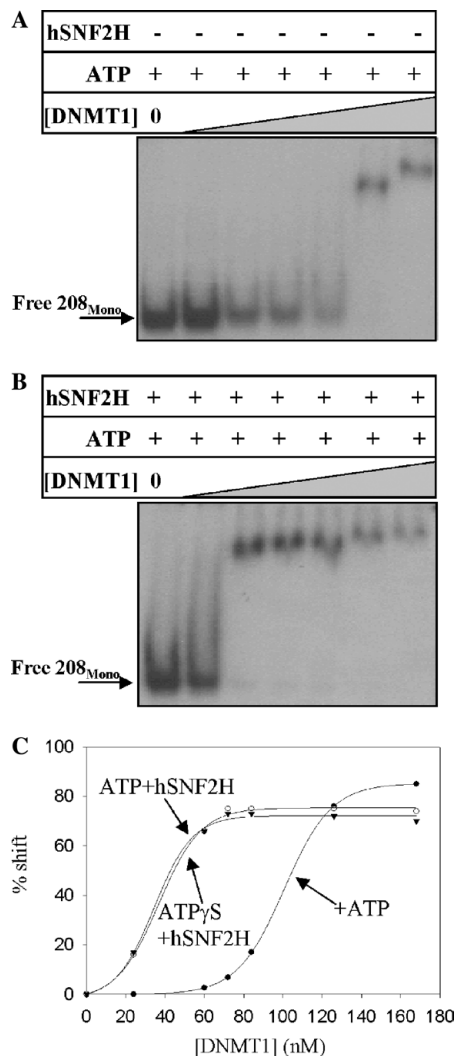 A
hSNF2H - - - - - - -
ATP + + + + + + +
[DNMT1] 0
Free 208Mono
B
hSNF2H + + + + + + +
ATP + + + + + + +
[DNMT1] 0
Free 208Mono
C
100
80
60
40
20
0
% shift
ATP+hSNF2H
ATPγS
+hSNF2H
+ATP
0 20 40 60 80 100 120 140 160 180
[DNMT1] (nM)